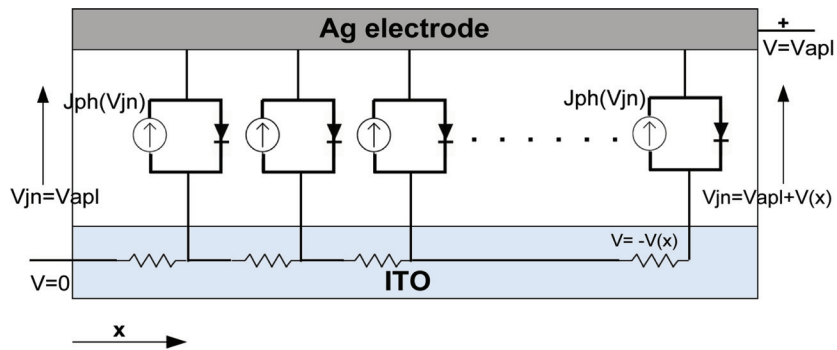 Ag electrode
+
V=Vapl
Jph(Vjn)
Jph(Vjn)
Vjn=Vapl
Vjn=Vapl+V(x)
V= -V(x)
V=0
ITO
x